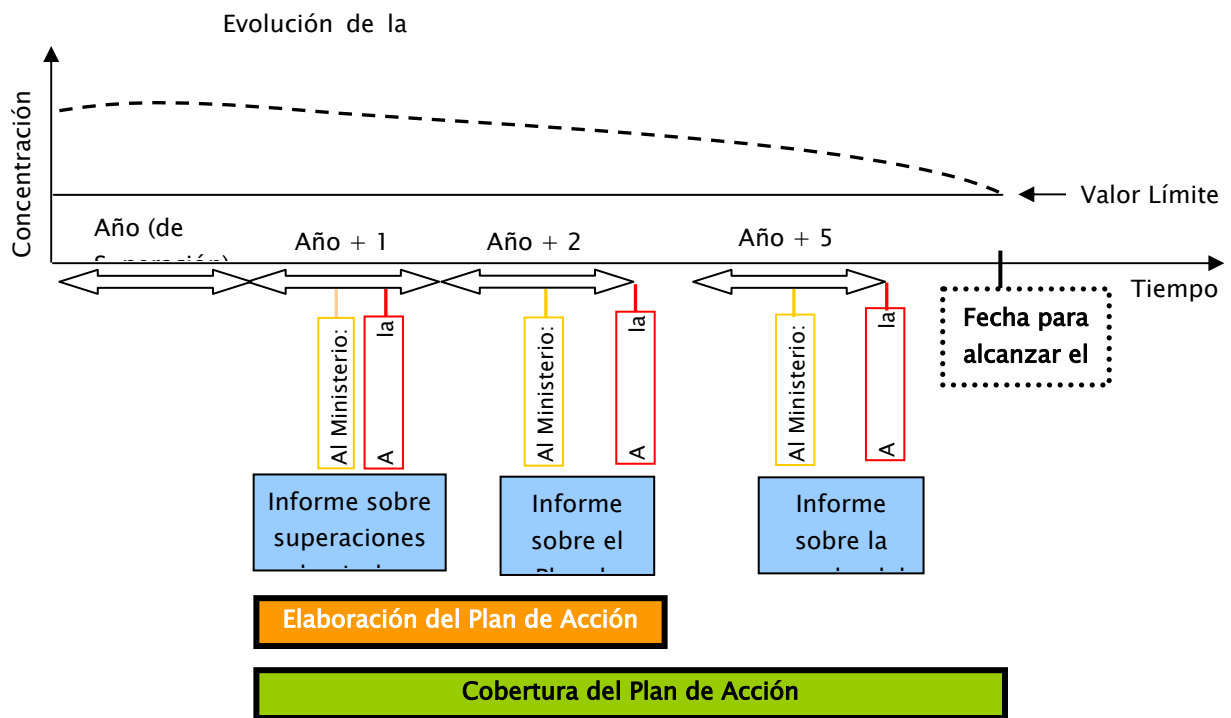 Evolución de la
Concentración
Valor Límite
Año (de
Superación)
Año + 1
Año + 2
Año + 5
Tiempo
Fecha para
alcanzar el
Al Ministerio:
A la
Al Ministerio:
A la
Al Ministerio:
A la
Informe sobre
superaciones
Informe
sobre el
Informe
sobre la
Elaboración del Plan de Acción
Cobertura del Plan de Acción